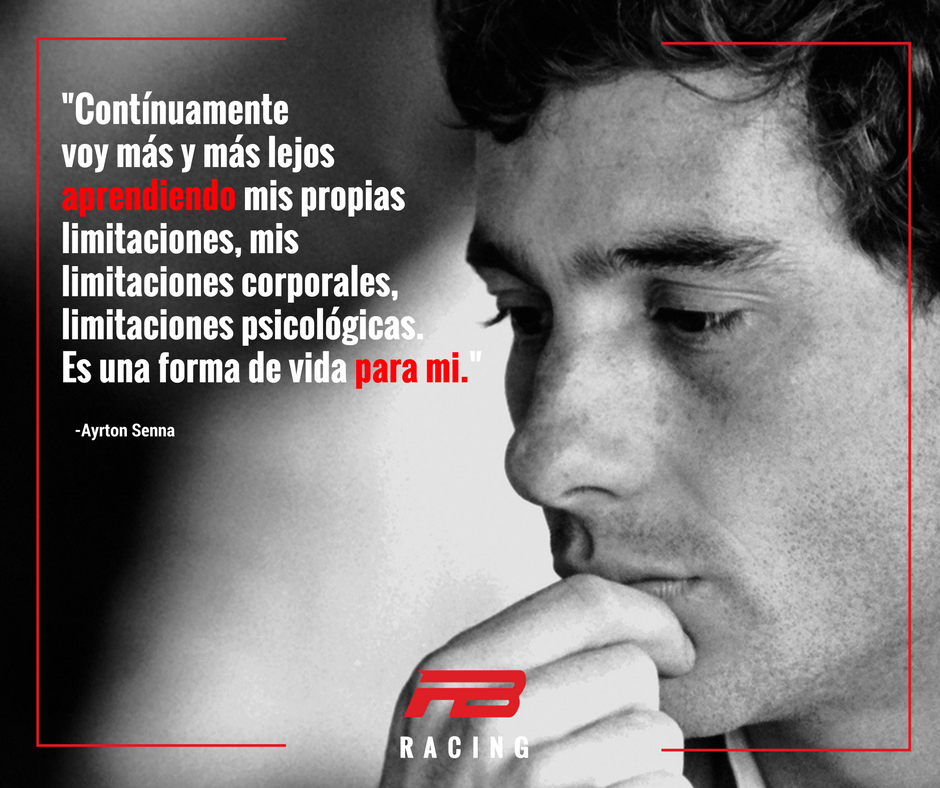 "Contínuamente
voy más y más lejos
aprendiendo mis propias
limitaciones, mis
limitaciones corporales,
limitaciones psicológicas.
Es una forma de vida para mi."
-Ayrton Senna
FB
RACING